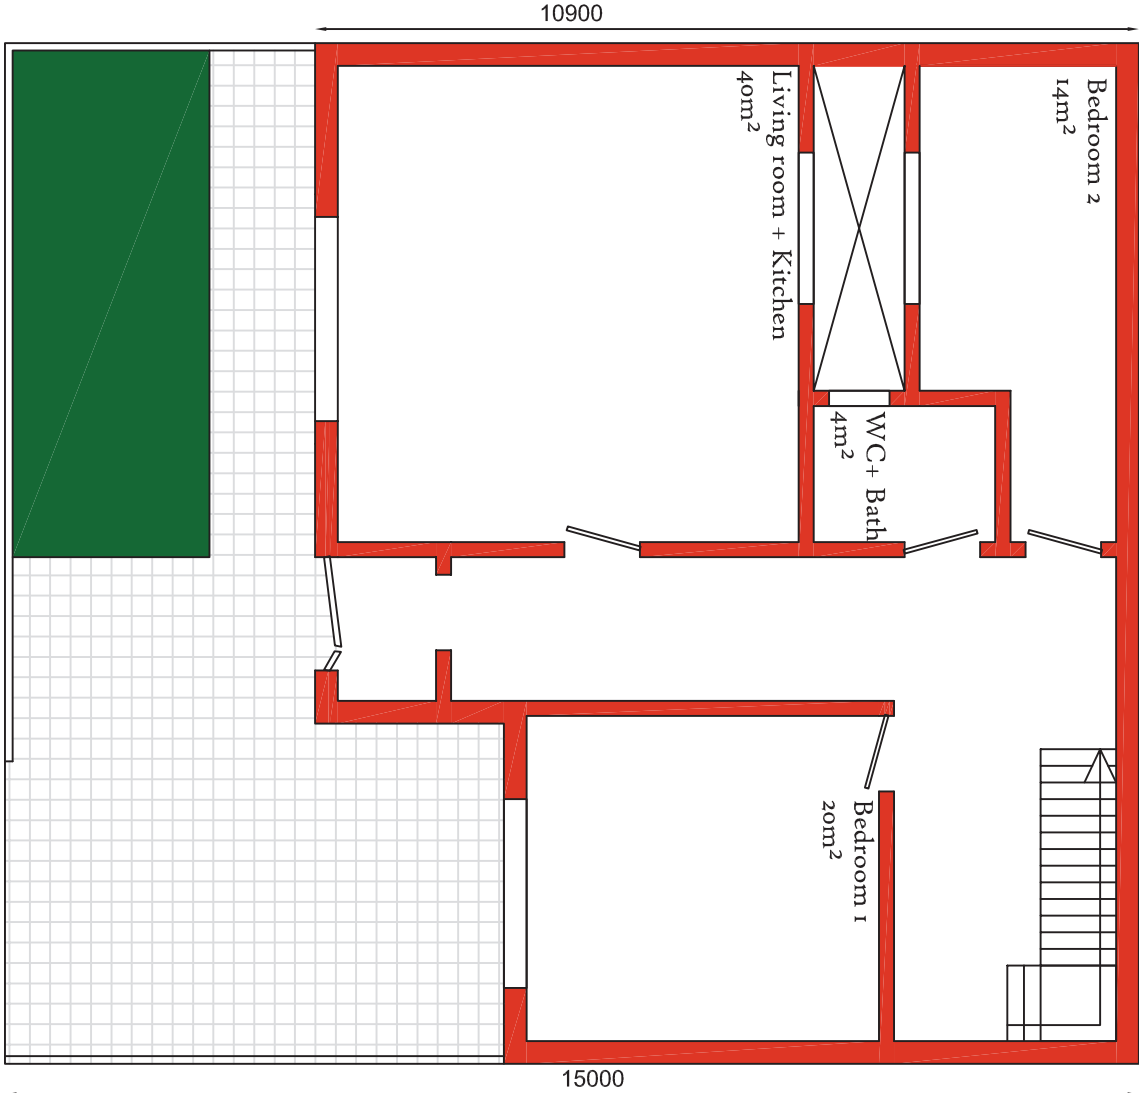 10900
Living room + Kitchen
40m²
Bedroom 2
14m²
WC+ Bath
4m²
Bedroom 1
20m²
15000